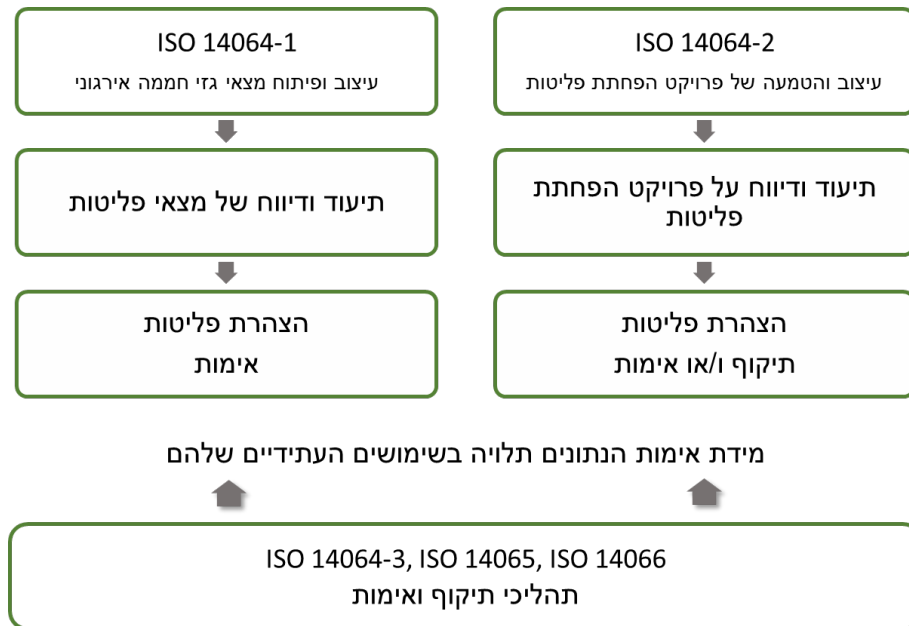 ISO 14064-1
עיצוב ופיתוח מצאי גזי חממה אירגוני
תיעוד ודיווח של מצאי פליטות
הצהרת פליטות
אימות
ISO 14064-2
עיצוב והטמעה של פרויקט הפחתת פליטות
תיעוד ודיווח על פרויקט הפחתת
פליטות
הצהרת פליטות
תיקוף ו/או אימות
מידת אימות הנתונים תלויה בשימושים העתידיים שלהם
ISO 14064-3, ISO 14065, ISO 14066
תהליכי תיקוף ואימות